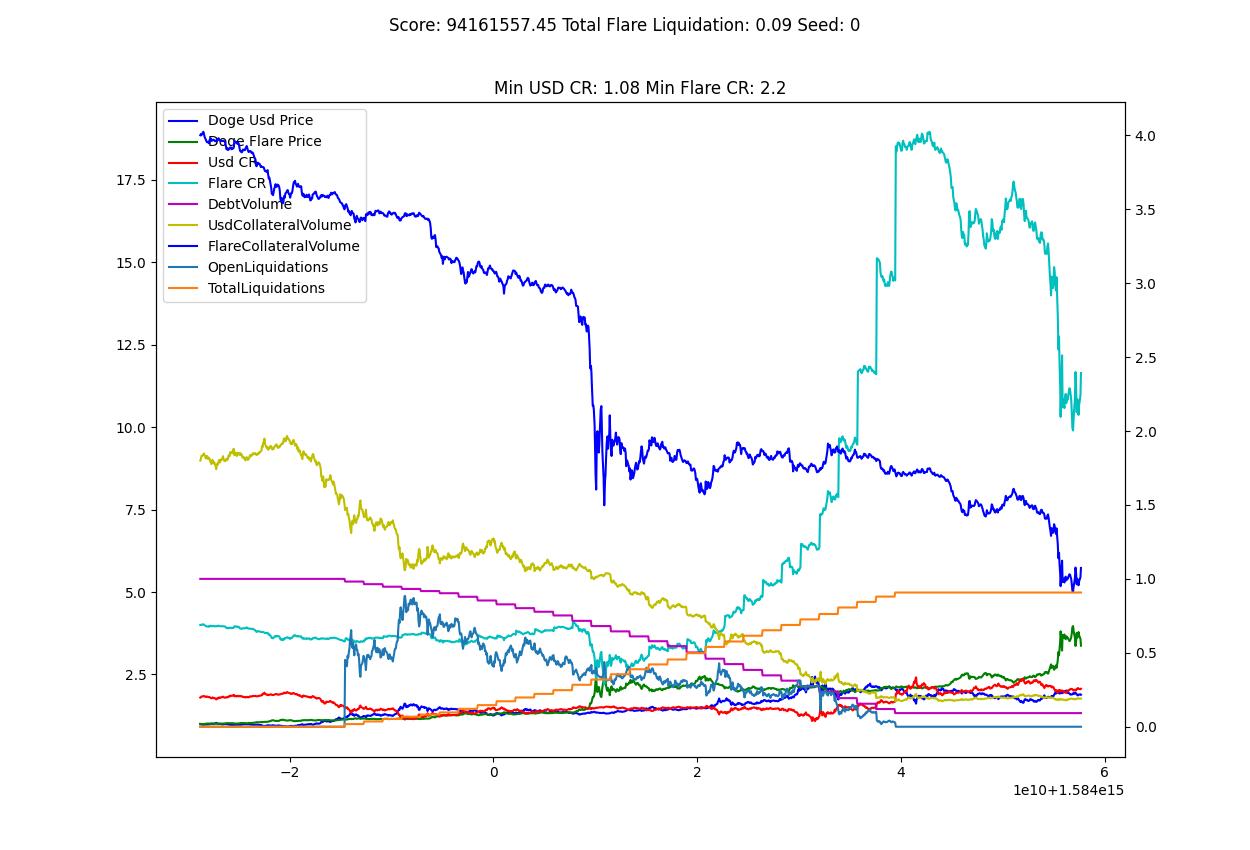 Score: 94161557.45 Total Flare Liquidation: 0.09 Seed: 0
Min USD CR: 1.08 Min Flare CR: 2.2
Doge Usd Price
Doge Flare Price
Usd CR
Flare CR
DebtVolume
UsdCollateralVolume
FlareCollateralVolume
OpenLiquidations
TotalLiquidations
17.5
15.0
12.5
10.0
7.5
5.0
2.5
4.0
3.5
3.0
2.5
2.0
1.5
1.0
0.5
0.0
−2 0 2 4 6
1e10+1.584e15